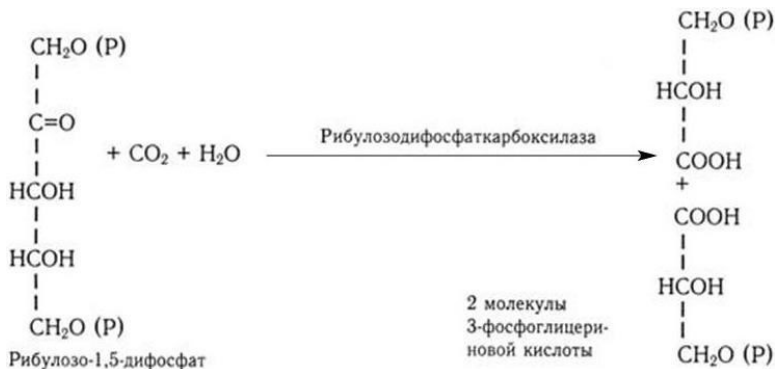 CH₂O (P)
C=O
HCOH
HCOH
CH₂O (P)
Рибулозо-1,5-дифосфат
+ CO₂ + H₂O
Рибулозодифосфаткарбоксилаза
CH₂O (P)
HCOH
COOH
+
COOH
HCOH
CH₂O (P)
2 молекулы
3-фосфоглицери-
новой кислоты